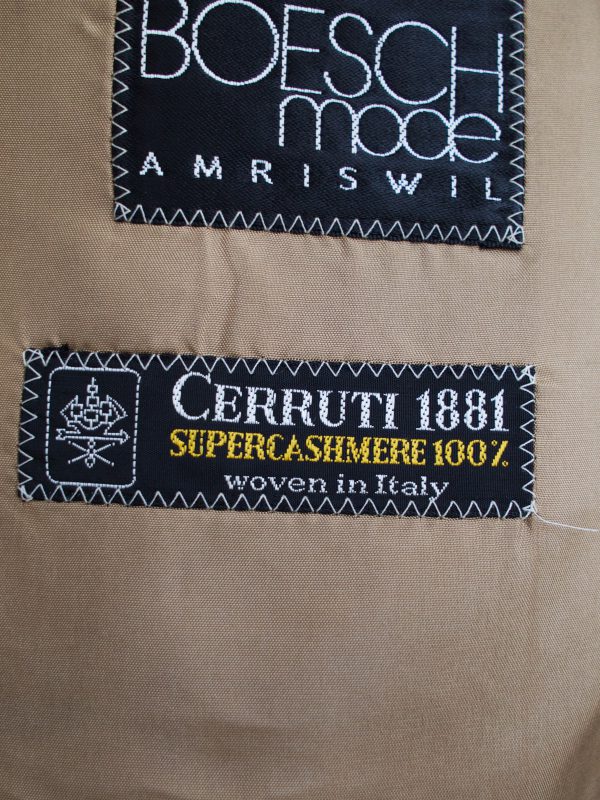 BOESCH
mode
AMRISWIL
CERRUTI 1881
SUPERCASHMERE 100%
woven in Italy